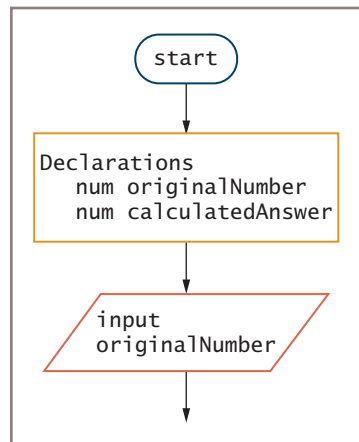 start
Declarations
num originalNumber
num calculatedAnswer
input
originalNumber